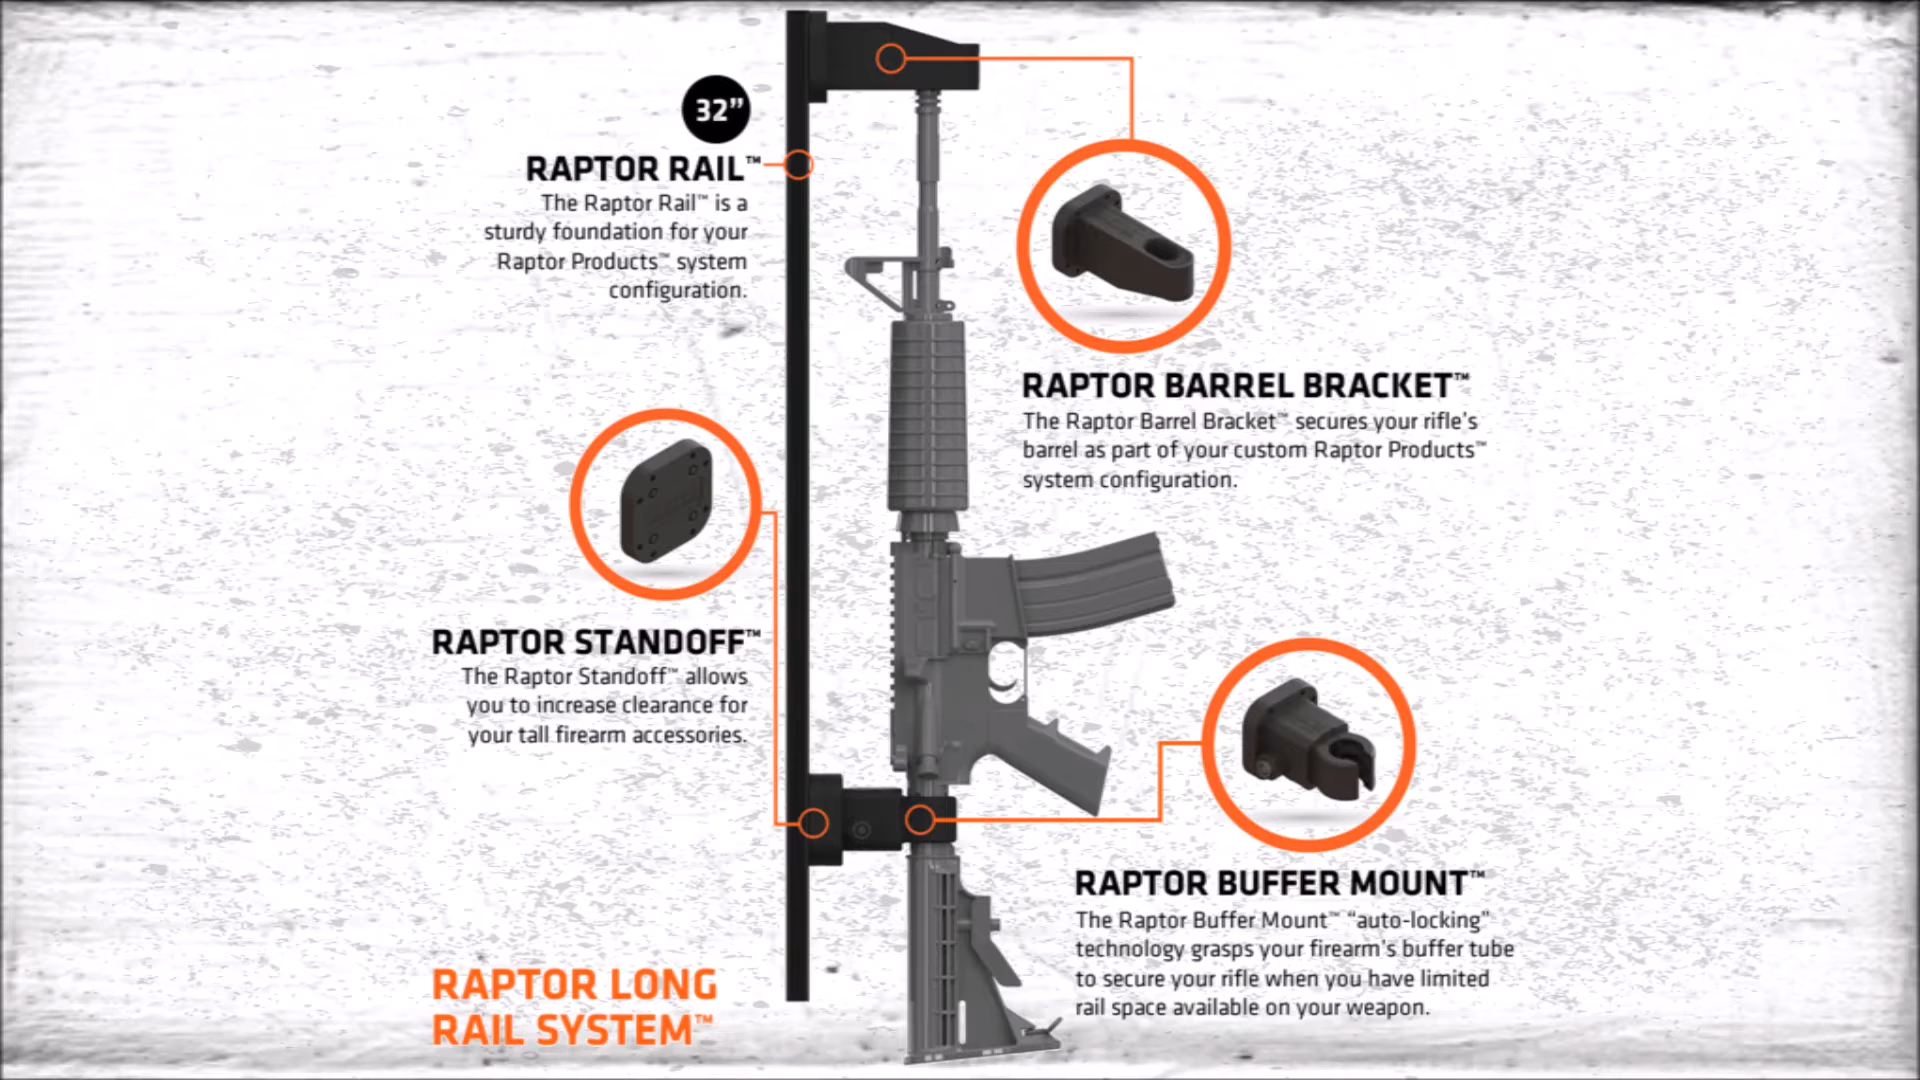 32”
RAPTOR RAIL™
The Raptor Rail™ is a
sturdy foundation for your
Raptor Products™ system
configuration.
RAPTOR BARREL BRACKET™
The Raptor Barrel Bracket™ secures your rifle's
barrel as part of your custom Raptor Products™
system configuration.
RAPTOR STANDOFF™
The Raptor Standoff™ allows
you to increase clearance for
your tall firearm accessories.
RAPTOR BUFFER MOUNT™
The Raptor Buffer Mount™ “auto-locking”
technology grasps your firearm's buffer tube
to secure your rifle when you have limited
rail space available on your weapon.
RAPTOR LONG
RAIL SYSTEM™